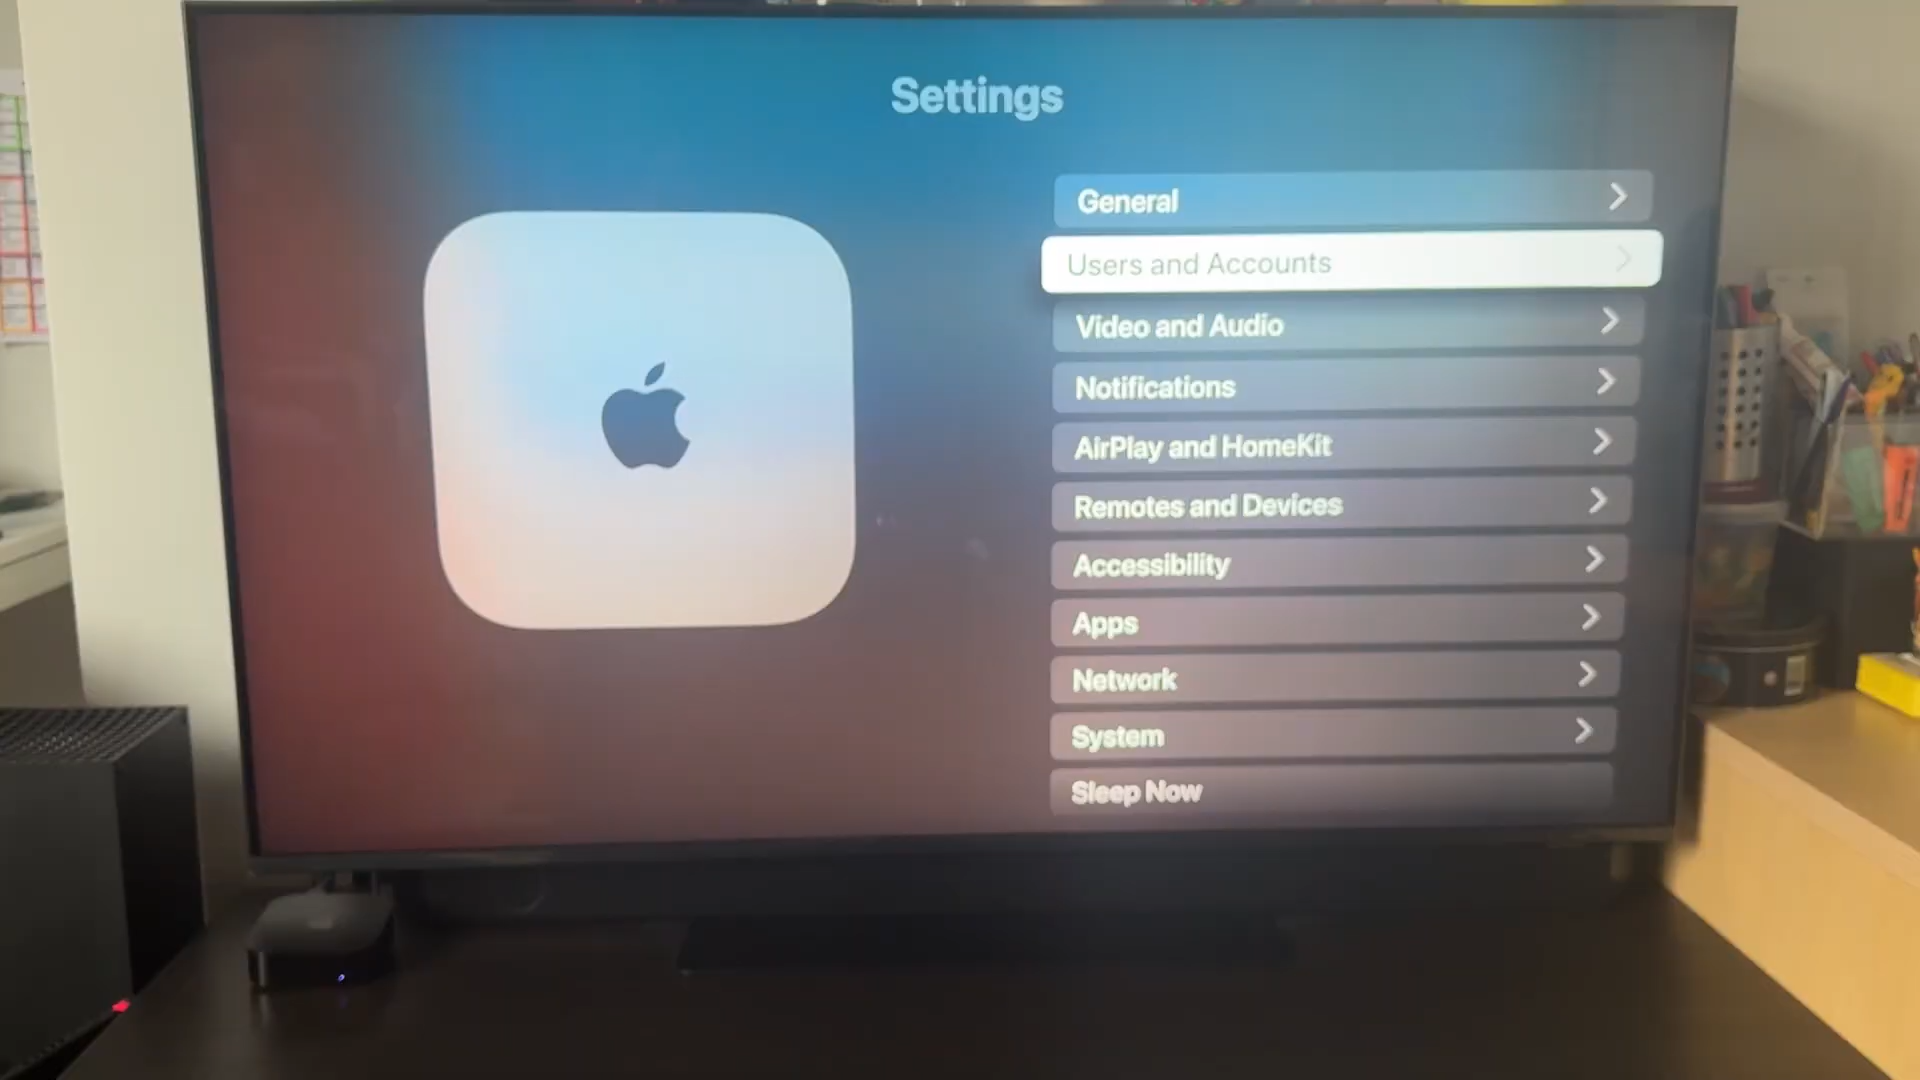 Settings
General
Users and Accounts
Video and Audio
Notifications
AirPlay and HomeKit
Remotes and Devices
Accessibility
Apps
Network
System
Sleep Now